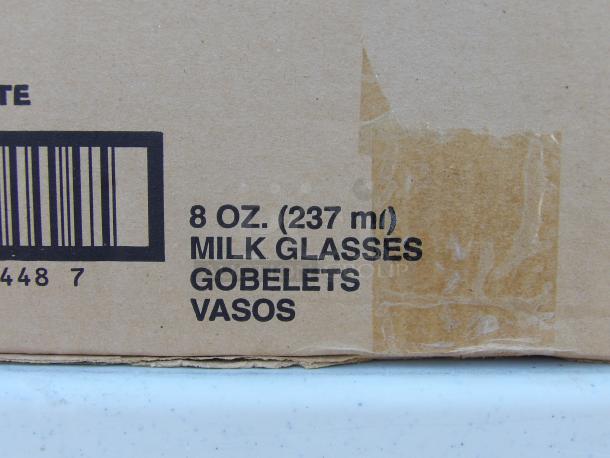 TE
448 7
8 OZ. (237 ml)
MILK GLASSES
GOBELETS
VASOS